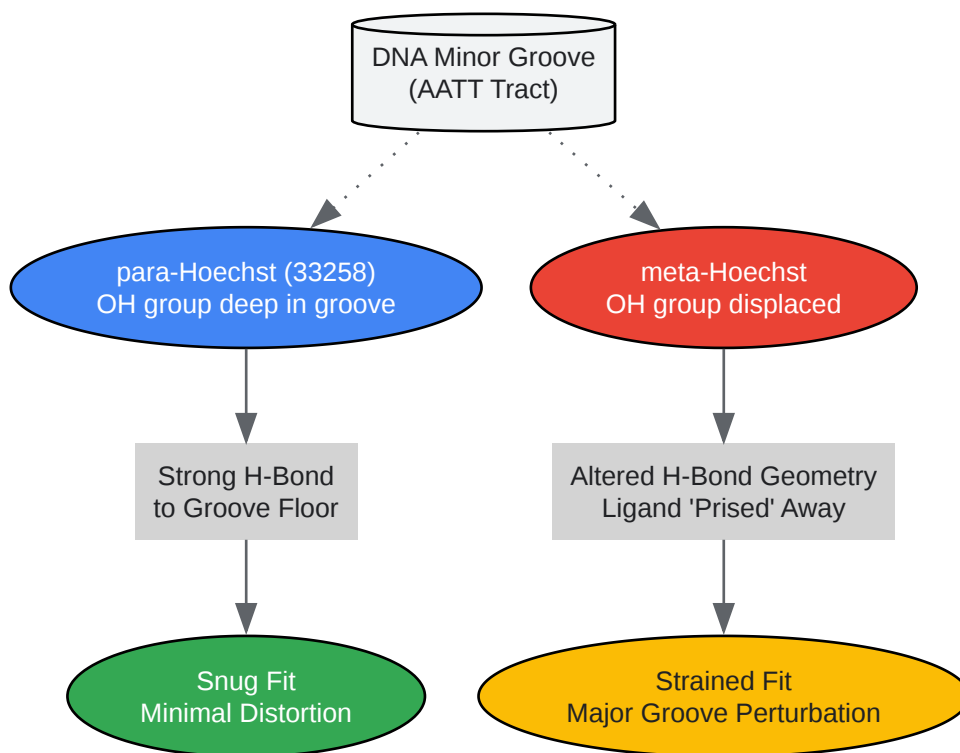 DNA Minor Groove
(AATT Tract)
para-Hoechst (33258)
OH group deep in groove
meta-Hoechst
OH group displaced
Strong H-Bond
to Groove Floor
Altered H-Bond Geometry
Ligand 'Prised' Away
Snug Fit
Minimal Distortion
Strained Fit
Major Groove Perturbation